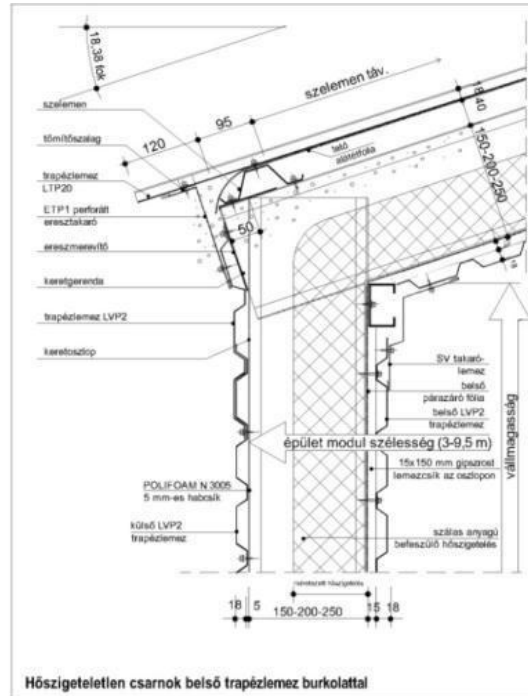 18,38 fok
szelemen táv.
95
120
18,40
150-200-250
szelemen
tömítőszalag
trapézlemez
LTP20
ETP1 perforált
eresztakaró
ereszmerevítő
keretgerenda
trapézlemez LVP2
keretoszlop
tető
alátétfólia
50
SV takaró-
lemez
belső
párazáró fólia
belső LVP2
trapézlemez
vállmagasság
épület modul szélesség (3-9,5 m)
POLIFOAM N 3005
5 mm-es habcsík
15x150 mm gipszrost
lemezcsík az oszlopon
külső LVP2
trapézlemez
szálas anyagú
befeszülő hőszigetelés
méretezett hőszigetelés
18
5
150-200-250
15
18
Hőszigeteletlen csarnok belső trapézlemez burkolattal